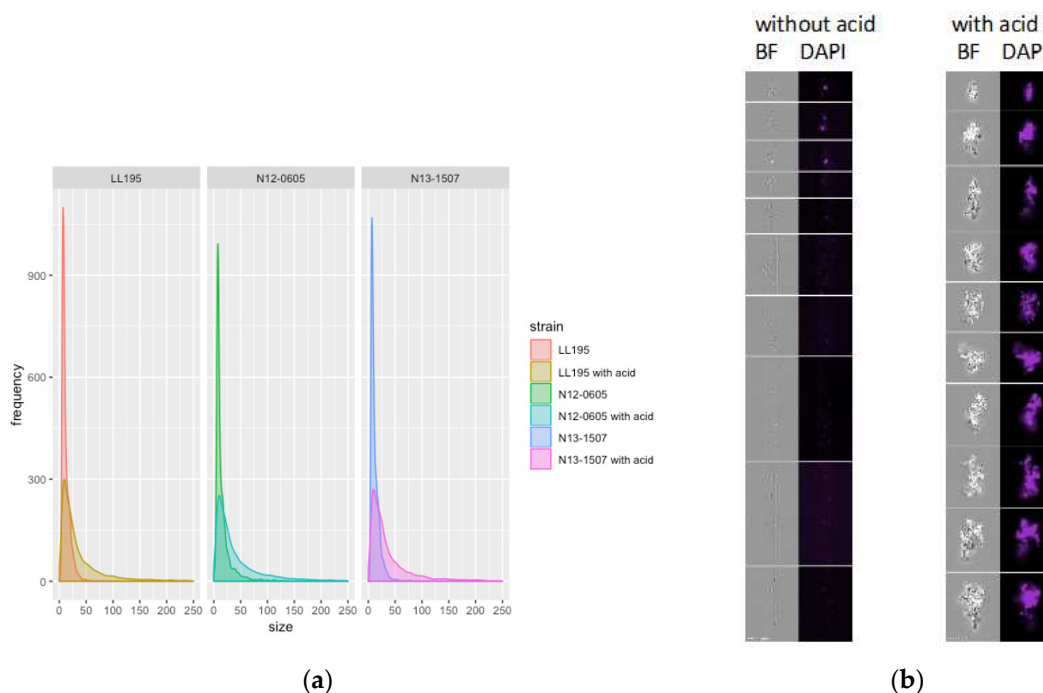 without acid
BF DAPI
with acid
BF DAP
LL195
N12-0605
N13-1507
900
600
300
0
frequency
0 50 100 150 200 250
0 50 100 150 200 250
0 50 100 150 200 250
size
strain
LL195
LL195 with acid
N12-0605
N12-0605 with acid
N13-1507
N13-1507 with acid
(a)
(b)